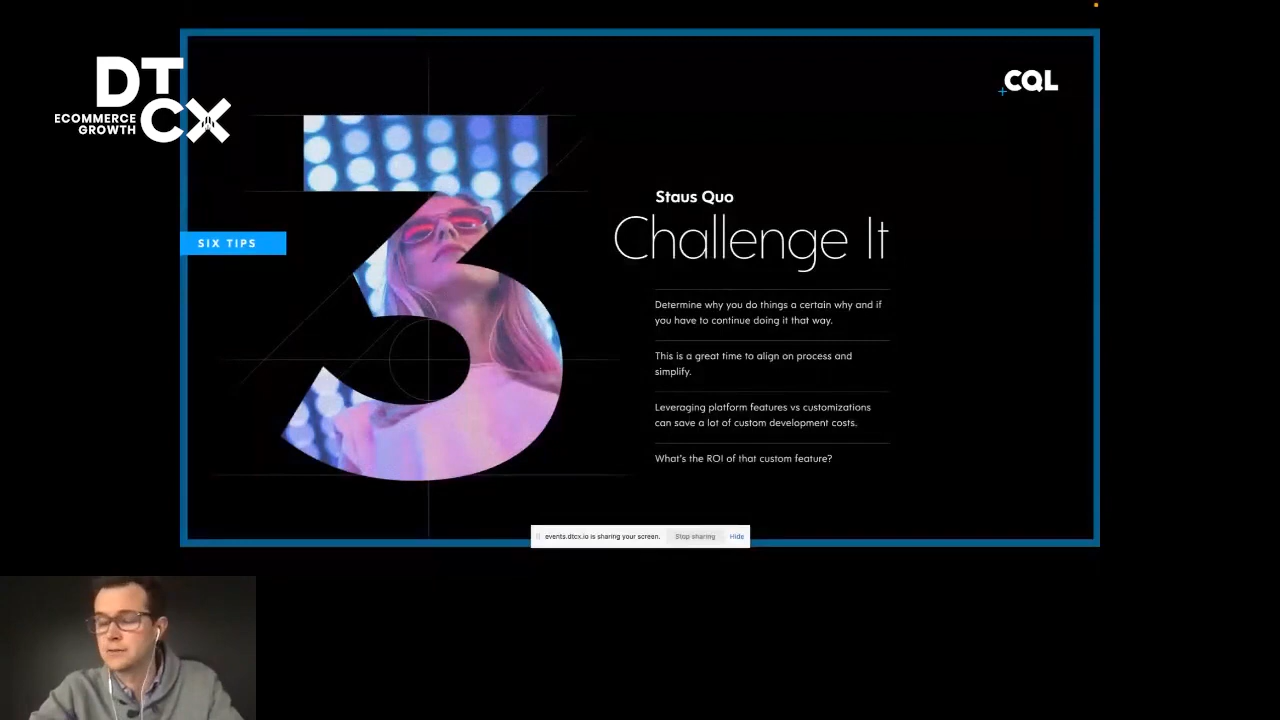 DT
CX
ECOMMERCE
GROWTH
CQL
SIX TIPS
Staus Quo
Challenge It
Determine why you do things a certain why and if
you have to continue doing it that way.
This is a great time to align on process and
simplify.
Leveraging platform features vs customizations
can save a lot of custom development costs.
What's the ROI of that custom feature?
events.dtcx.io is sharing your screen. Stop sharing Hide